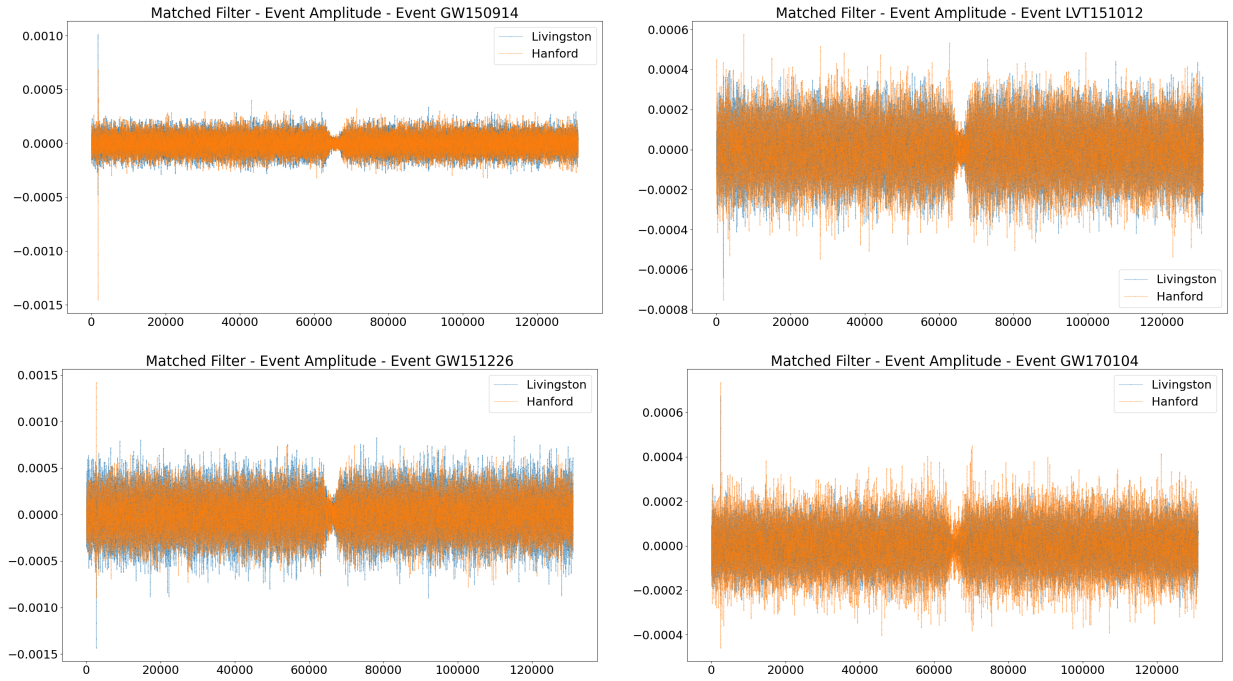 Matched Filter - Event Amplitude - Event GW150914
Livingston
Hanford
0.0010
0.0005
0.0000
−0.0005
−0.0010
−0.0015
0 20000 40000 60000 80000 100000 120000
Matched Filter - Event Amplitude - Event LVT151012
0.0006
0.0004
0.0002
0.0000
−0.0002
−0.0004
−0.0006
−0.0008
Livingston
Hanford
0 20000 40000 60000 80000 100000 120000
Matched Filter - Event Amplitude - Event GW151226
Livingston
Hanford
0.0015
0.0010
0.0005
0.0000
−0.0005
−0.0010
−0.0015
0 20000 40000 60000 80000 100000 120000
Matched Filter - Event Amplitude - Event GW170104
Livingston
Hanford
0.0006
0.0004
0.0002
0.0000
−0.0002
−0.0004
0 20000 40000 60000 80000 100000 120000